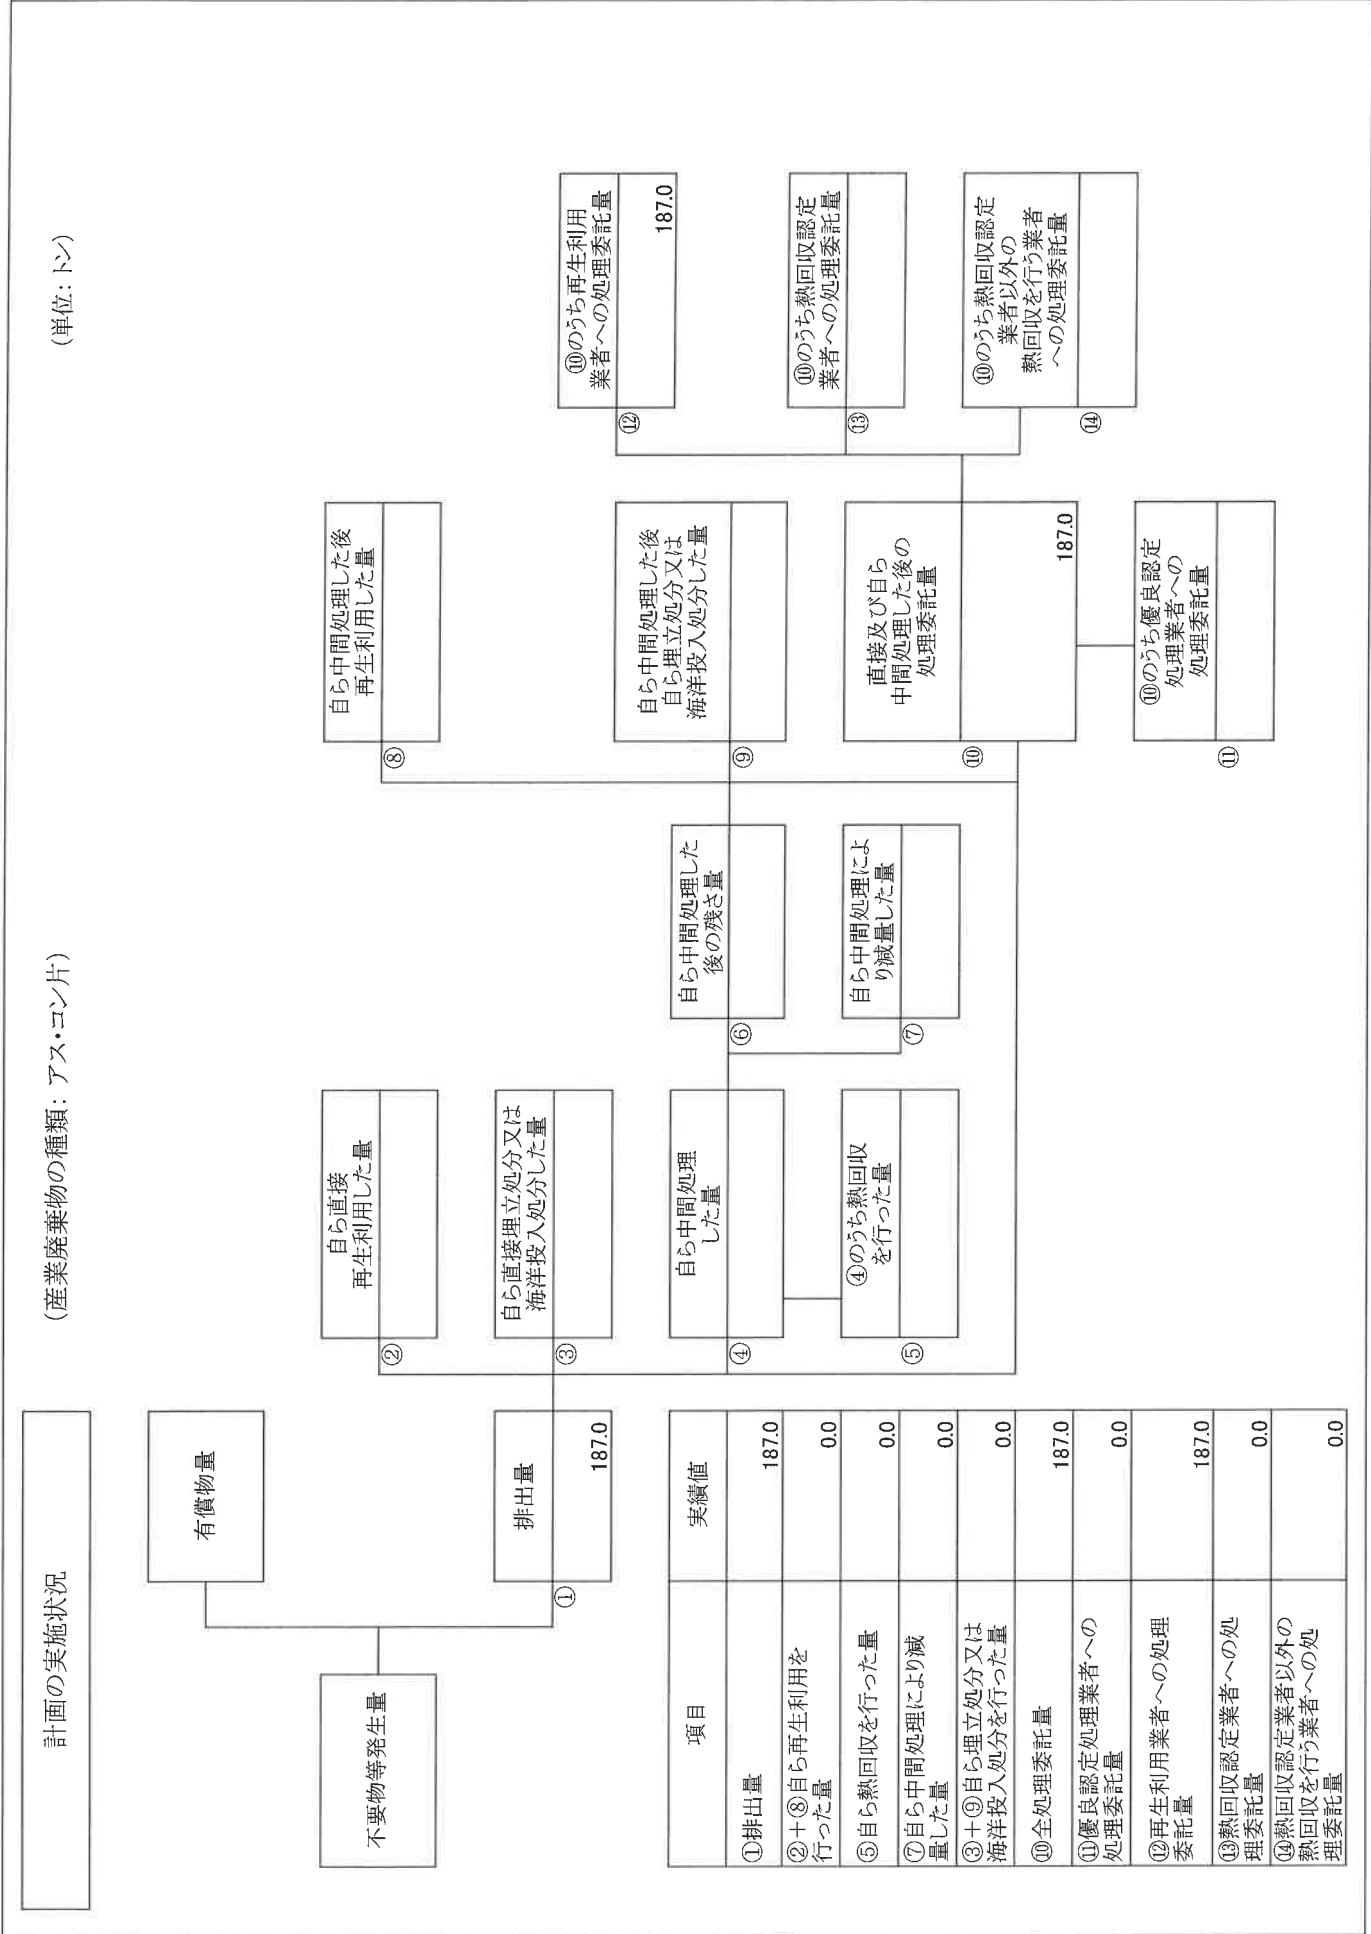 計画の実施状況
(産業廃棄物の種類: アス・コン片)
(単位:トン)
不要物等発生量
有償物量
①
排出量
187.0
②
自ら直接
再生利用した量
③
自ら直接埋立処分又は
海洋投入処分した量
④
自ら中間処理
した量
⑤
④のうち熱回収
を行った量
⑥
自ら中間処理した
後の残さ量
⑦
自ら中間処理によ
り減量した量
⑧
自ら中間処理した後
再生利用した量
⑨
自ら中間処理した後
自ら埋立処分又は
海洋投入処分した量
⑩
直接及び自ら
中間処理した後の
処理委託量
187.0
⑪
⑩のうち優良認定
処理業者への
処理委託量
⑫
⑩のうち再生利用
業者への処理委託量
187.0
⑬
⑩のうち熱回収認定
業者への処理委託量
⑭
⑩のうち熱回収認定
業者以外の
熱回収を行う業者
への処理委託量
項目 実績値
①排出量 187.0
②+⑧自ら再生利用を
行った量 0.0
⑤自ら熱回収を行った量 0.0
⑦自ら中間処理により減
量した量 0.0
③+⑨自ら埋立処分又は
海洋投入処分を行った量 0.0
⑩全処理委託量 187.0
⑪優良認定処理業者への
処理委託量 0.0
⑫再生利用業者への処理
委託量 187.0
⑬熱回収認定業者への処
理委託量 0.0
⑭熱回収認定業者以外の
熱回収を行う業者への処
理委託量 0.0